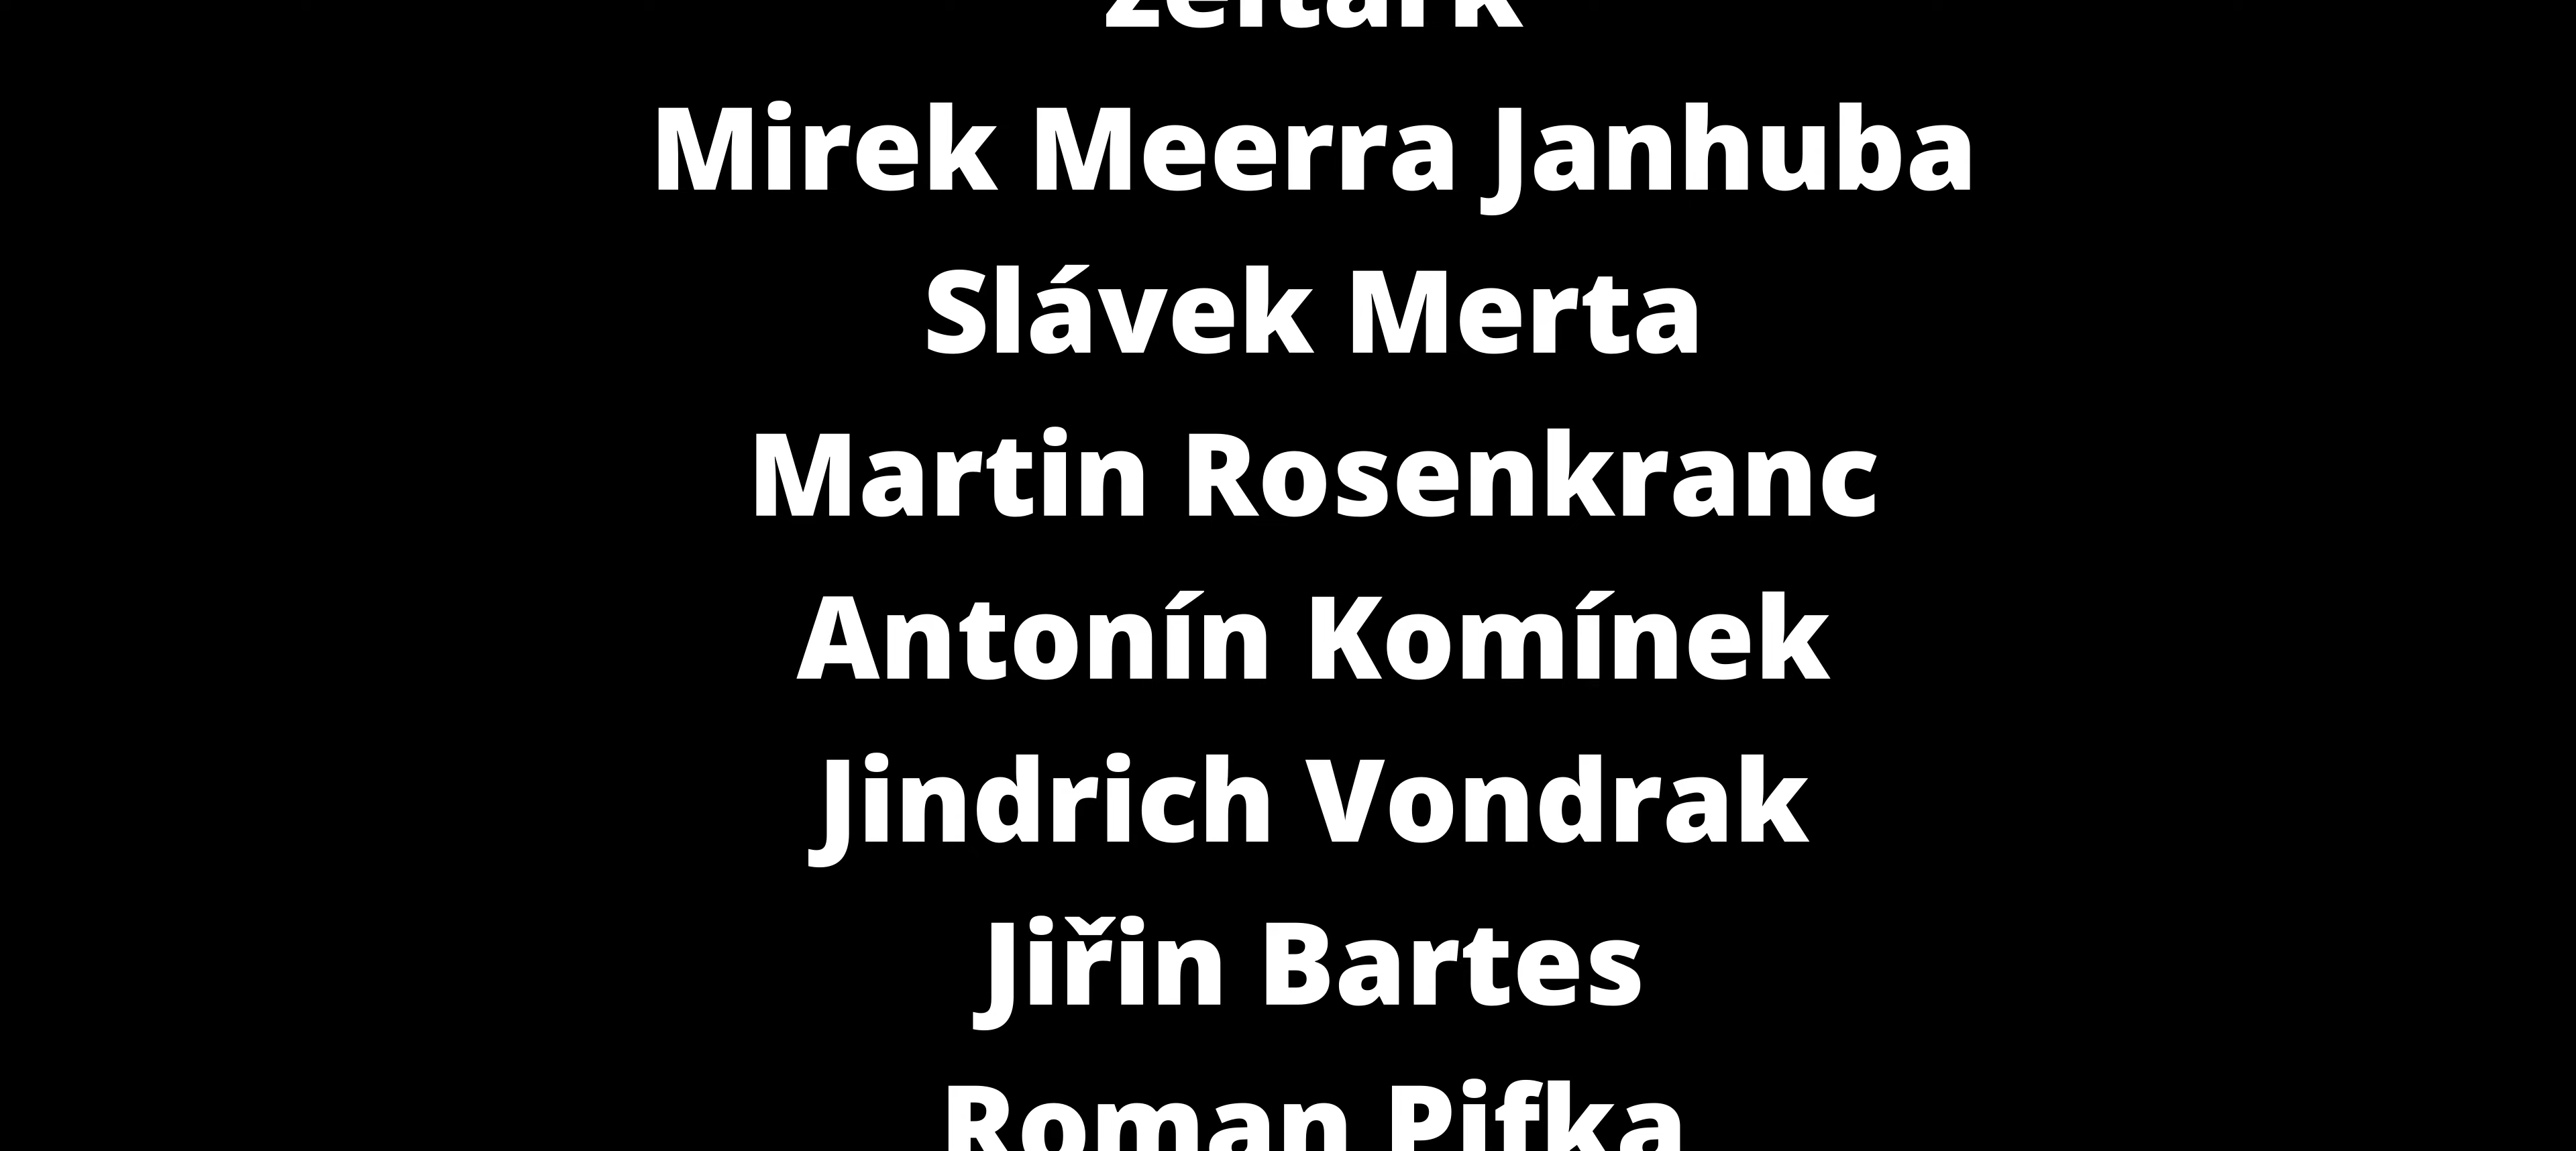 Mirek Meerra Janhuba
Slávek Merta
Martin Rosenkranc
Antonín Komínek
Jindrich Vondrak
Jiřin Bartes
Roman Pifka